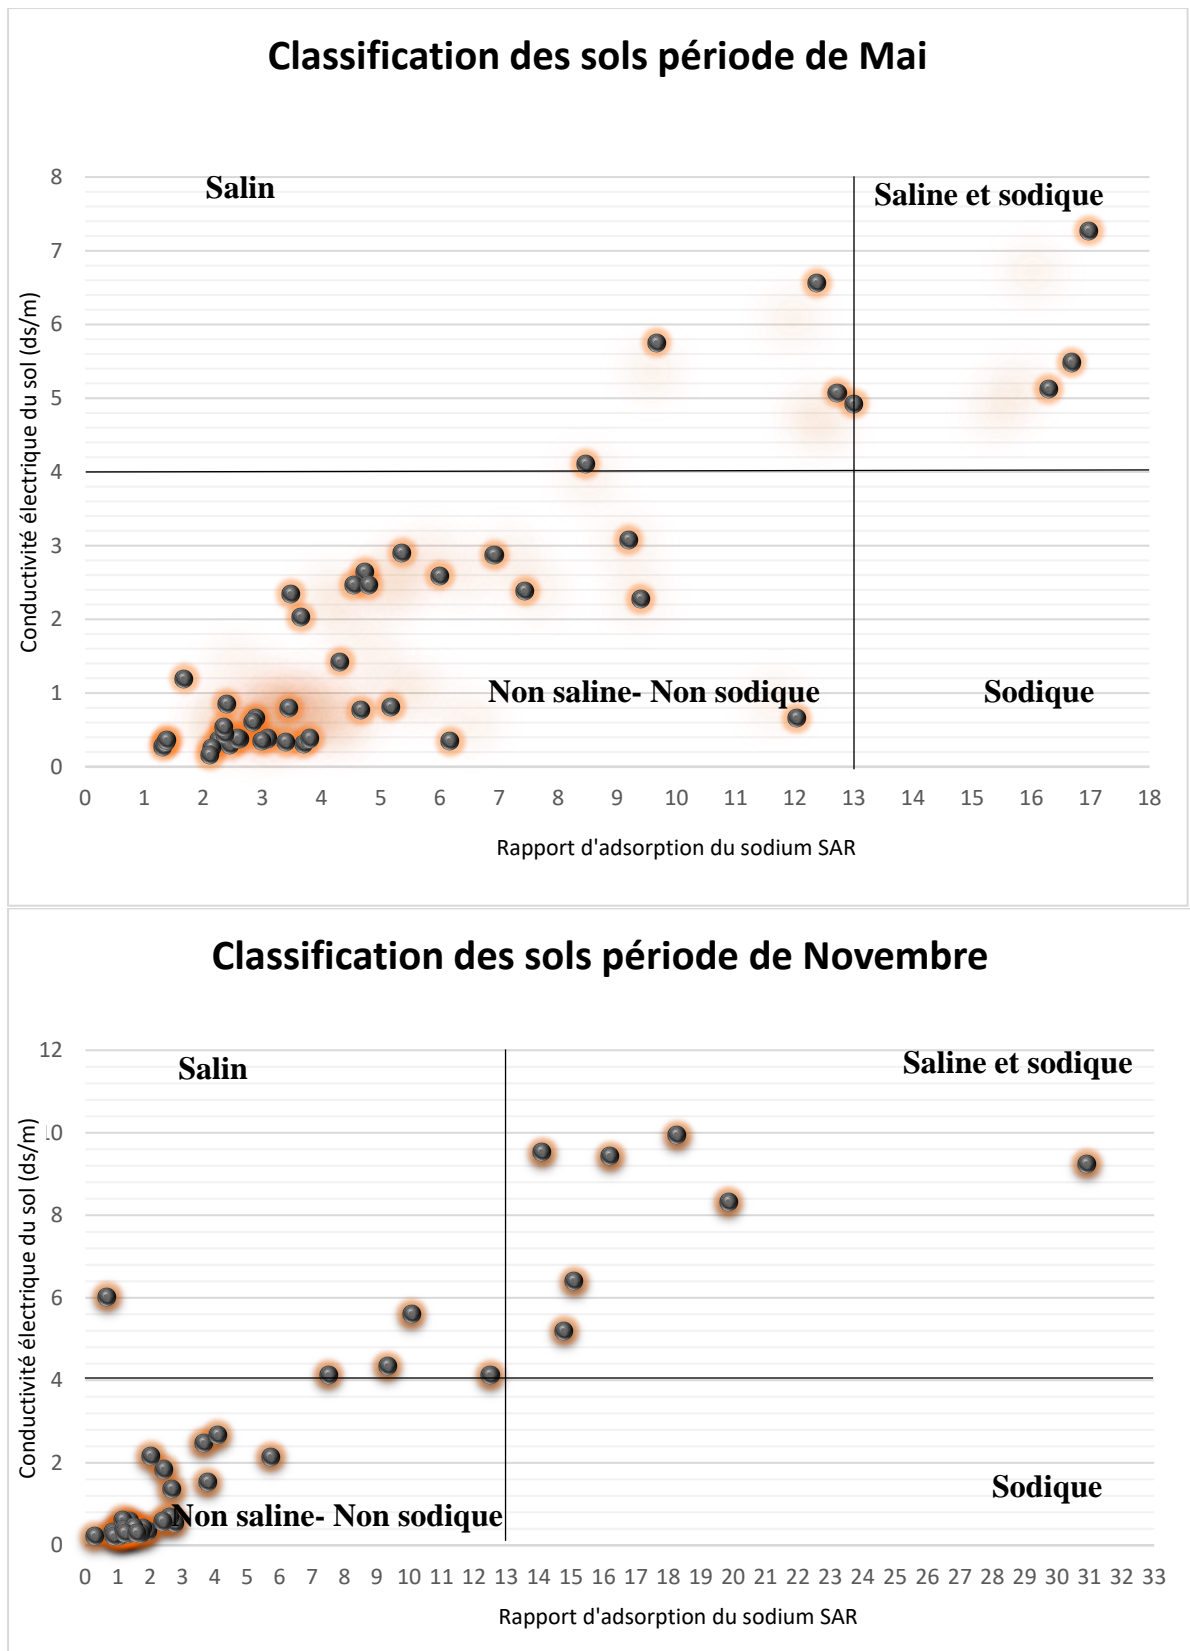 Classification des sols période de Mai
8
7
6
5
4
3
2
1
0
Conductivité électrique du sol (ds/m)
Salin
Saline et sodique
Non saline- Non sodique
Sodique
0 1 2 3 4 5 6 7 8 9 10 11 12 13 14 15 16 17 18
Rapport d'adsorption du sodium SAR
Classification des sols période de Novembre
12
10
8
6
4
2
0
Conductivité électrique du sol (ds/m)
Salin
Saline et sodique
Non saline- Non sodique
Sodique
0 1 2 3 4 5 6 7 8 9 10 11 12 13 14 15 16 17 18 19 20 21 22 23 24 25 26 27 28 29 30 31 32 33
Rapport d'adsorption du sodium SAR